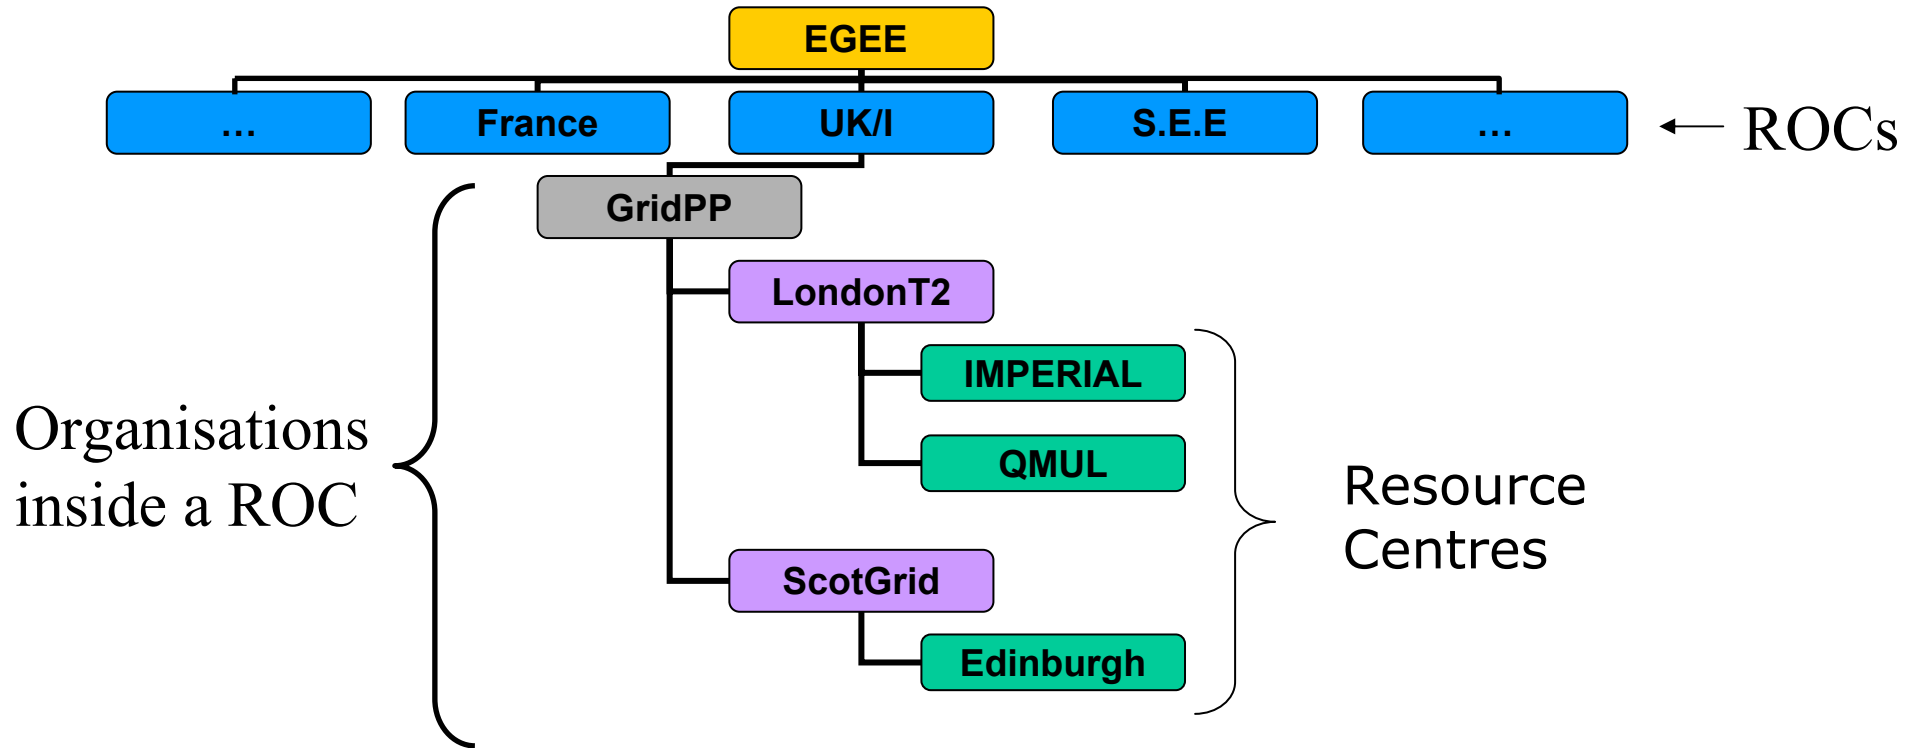 EGEE
…
France
UK/I
S.E.E
…
ROCs
GridPP
LondonT2
IMPERIAL
QMUL
Organisations
inside a ROC
Resource
Centres
ScotGrid
Edinburgh